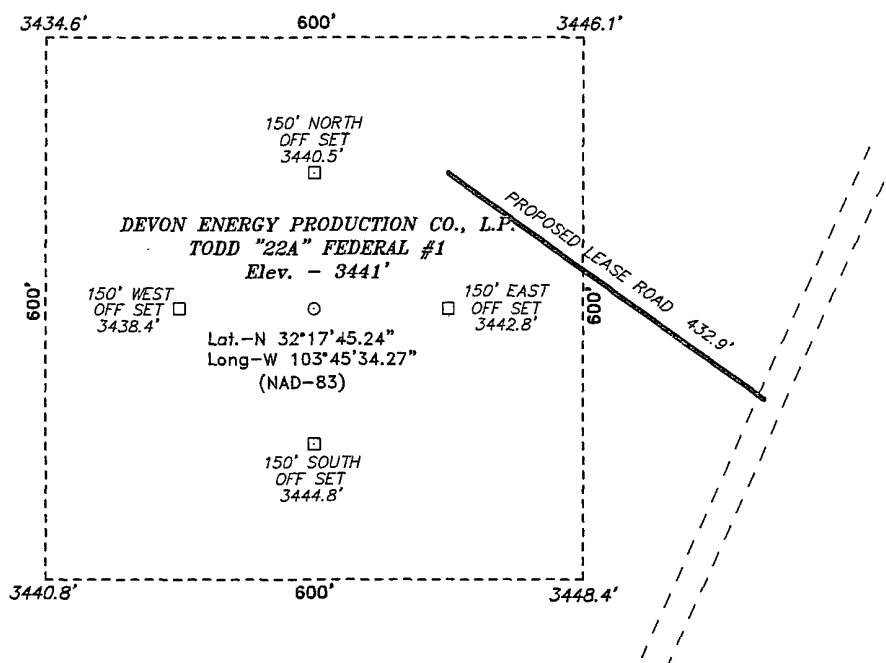 3434.6'
600'
3446.1'
150' NORTH
OFF SET
3440.5'
DEVON ENERGY PRODUCTION CO., L.P.
TODD "22A" FEDERAL #1
Elev. - 3441'
PROPOSED LEASE ROAD 432.9'
600'
150' WEST
OFF SET
3438.4'
150' EAST
OFF SET
3442.8'
600'
Lat.-N 32°17'45.24"
Long-W 103°45'34.27"
(NAD-83)
150' SOUTH
OFF SET
3444.8'
3440.8'
600'
3448.4'